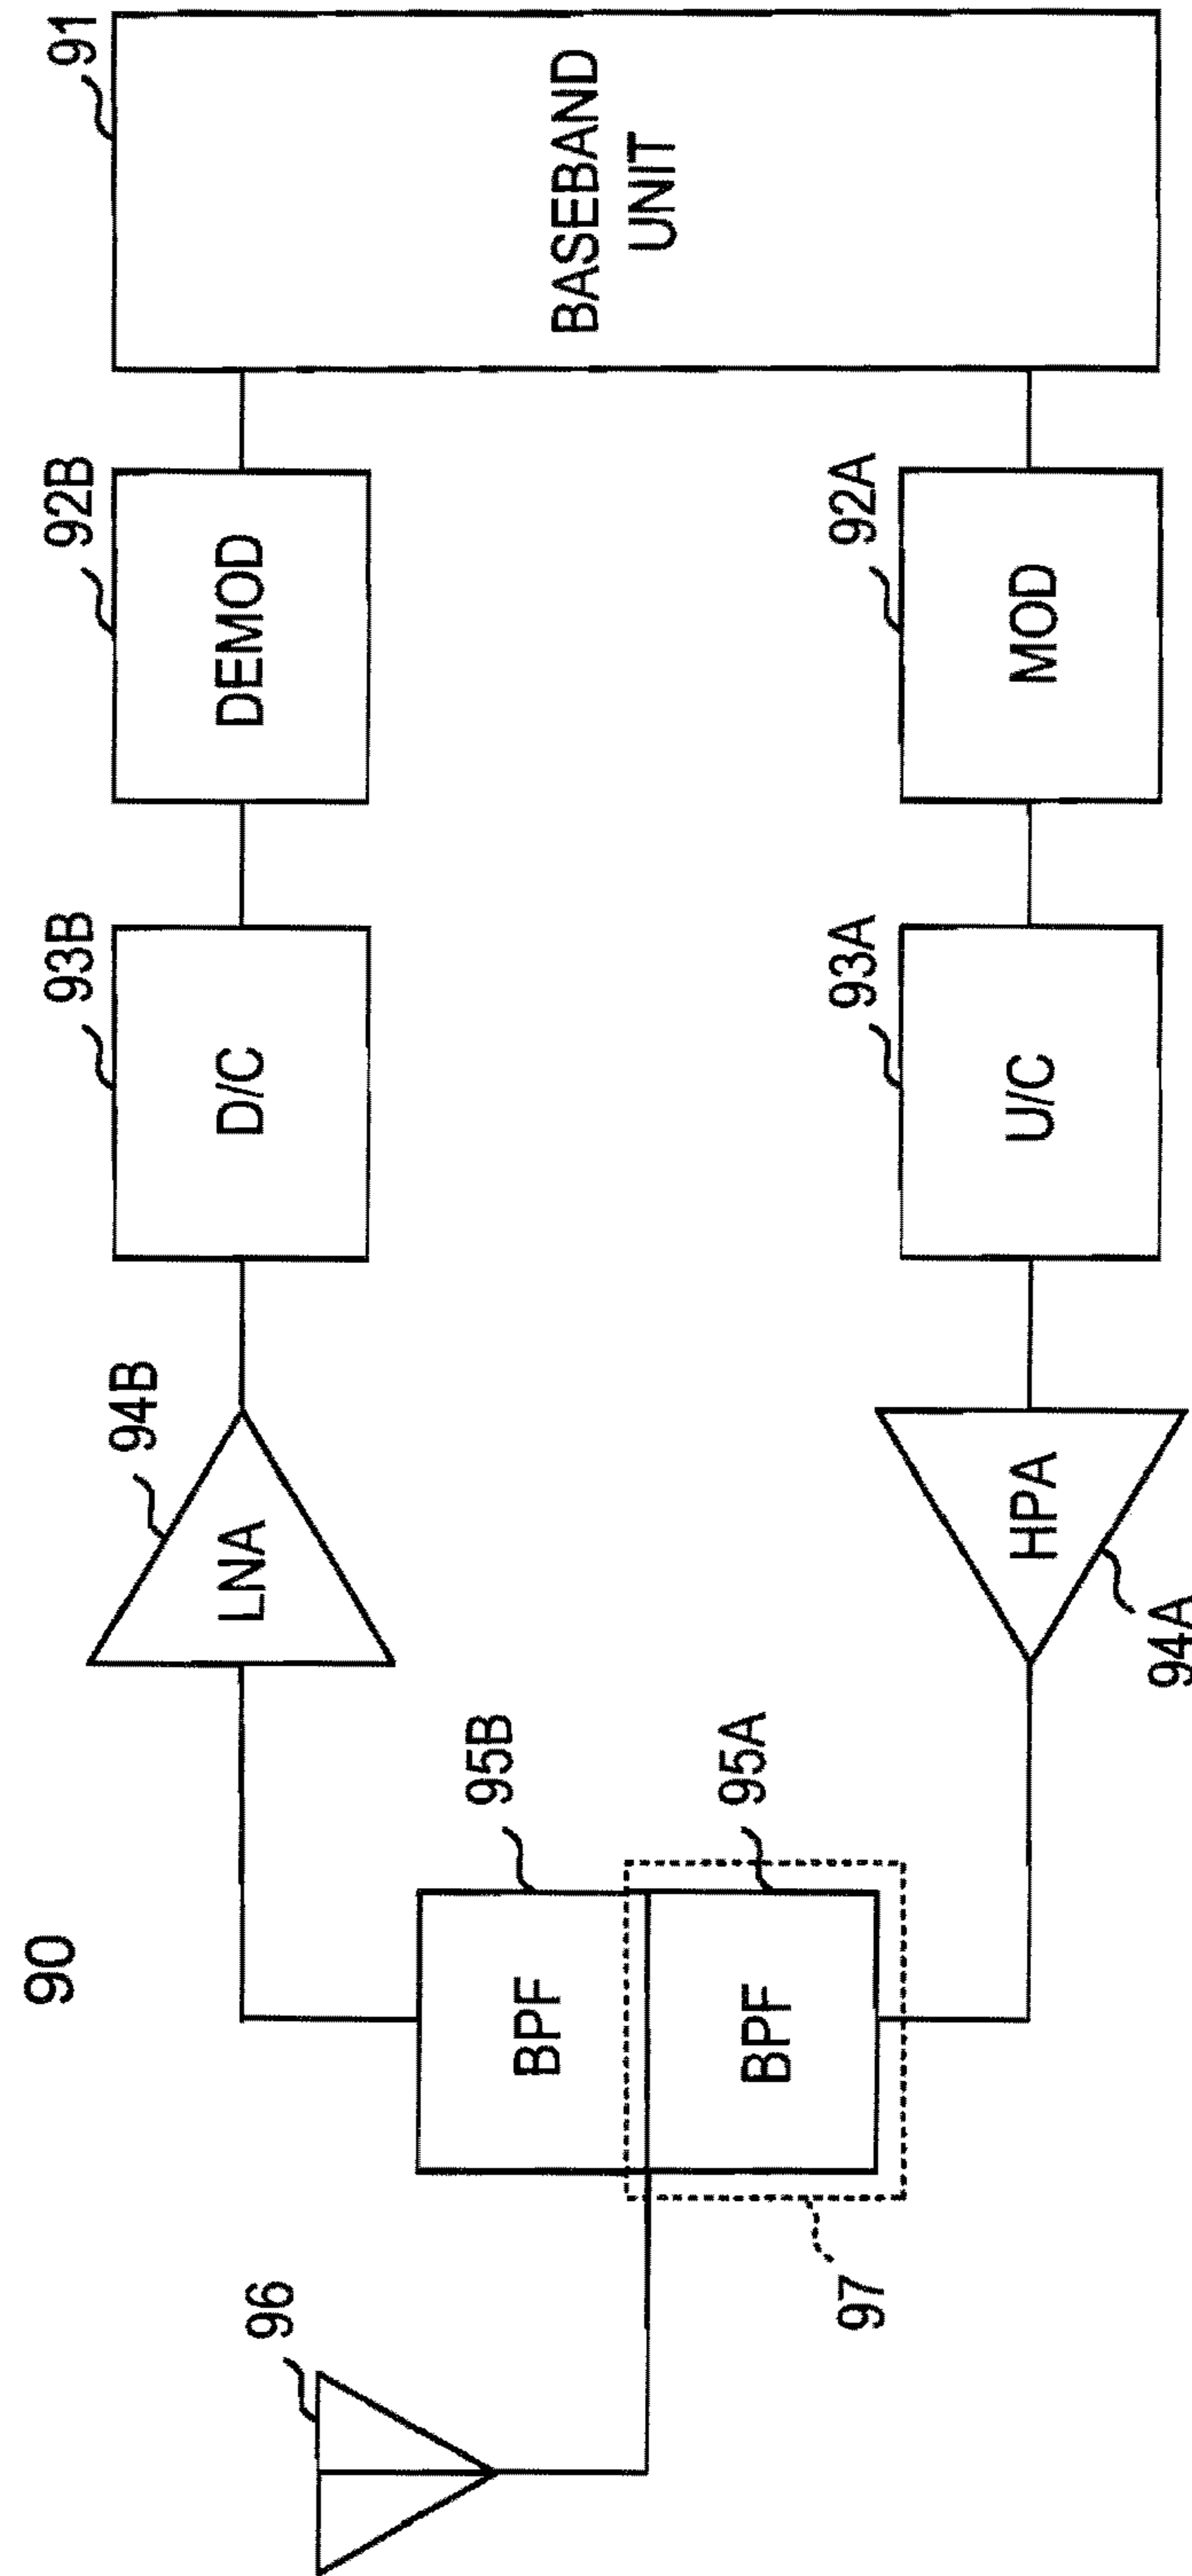 90
91
92B
93B
94B
BASEBAND
UNIT
DEMOD
D/C
LNA
95B
BPF
96
95A
BPF
97
92A
93A
MOD
U/C
HPA
94A